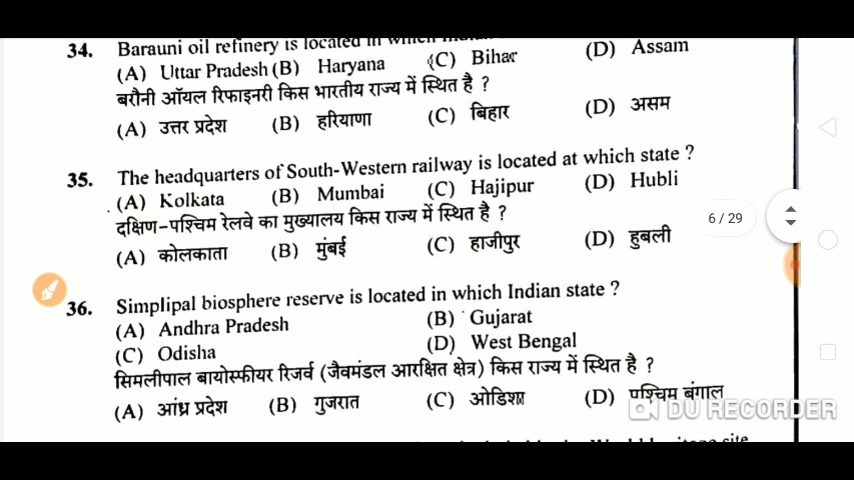 34. Barauni oil refinery is located in which
(A) Uttar Pradesh (B) Haryana (C) Bihar (D) Assam
बरौनी ऑयल रिफाइनरी किस भारतीय राज्य में स्थित है ?
(A) उत्तर प्रदेश (B) हरियाणा (C) बिहार (D) असम
35. The headquarters of South-Western railway is located at which state ?
(A) Kolkata (B) Mumbai (C) Hajipur (D) Hubli
दक्षिण-पश्चिम रेलवे का मुख्यालय किस राज्य में स्थित है ?
(A) कोलकाता (B) मुंबई (C) हाजीपुर (D) हुबली
6 / 29
36. Simplipal biosphere reserve is located in which Indian state ?
(A) Andhra Pradesh (B) Gujarat
(C) Odisha (D) West Bengal
सिमलीपाल बायोस्फीयर रिजर्व (जैवमंडल आरक्षित क्षेत्र) किस राज्य में स्थित है ?
(A) आंध्र प्रदेश (B) गुजरात (C) ओडिशा (D) पश्चिम बंगाल
DU RECORDER